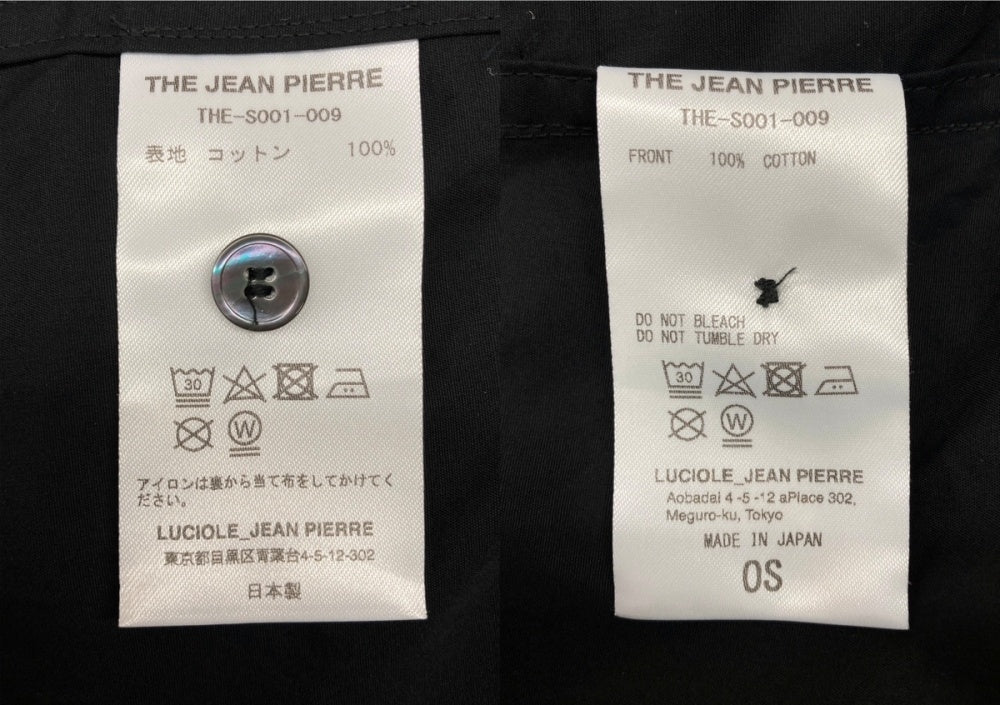 THE JEAN PIERRE
THE-S001-009
表地 コットン 100%
30
W
アイロンは裏から当て布をしてかけてく
ださい。
LUCIOLE_JEAN PIERRE
東京都目黒区青葉台4-5-12-302
日本製
THE JEAN PIERRE
THE-S001-009
FRONT 100% COTTON
DO NOT BLEACH
DO NOT TUMBLE DRY
30
W
LUCIOLE_JEAN PIERRE
Aobadai 4 -5 -12 aPlace 302,
Meguro-ku, Tokyo
MADE IN JAPAN
OS